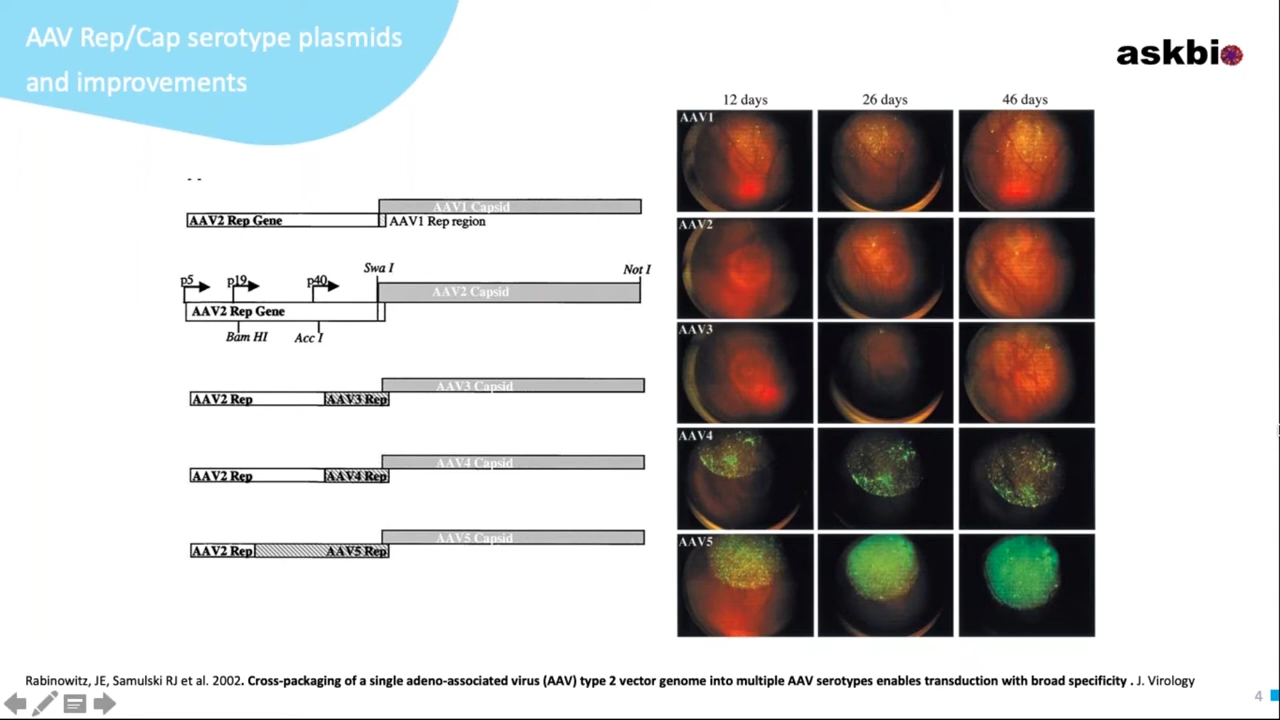 AAV Rep/Cap serotype plasmids
and improvements
askbio
AAV1 Capsid
AAV2 Rep Gene
AAV1 Rep region
p5
p19
p40
Swa I
Not I
AAV2 Capsid
AAV2 Rep Gene
Bam HI
Acc I
AAV3 Capsid
AAV2 Rep
AAV3 Rep
AAV4 Capsid
AAV2 Rep
AAV4 Rep
AAV5 Capsid
AAV2 Rep
AAV5 Rep
12 days
26 days
46 days
AAV1
AAV2
AAV3
AAV4
AAV5
Rabinowitz, JE, Samulski RJ et al. 2002. Cross-packaging of a single adeno-associated virus (AAV) type 2 vector genome into multiple AAV serotypes enables transduction with broad specificity . J. Virology
4